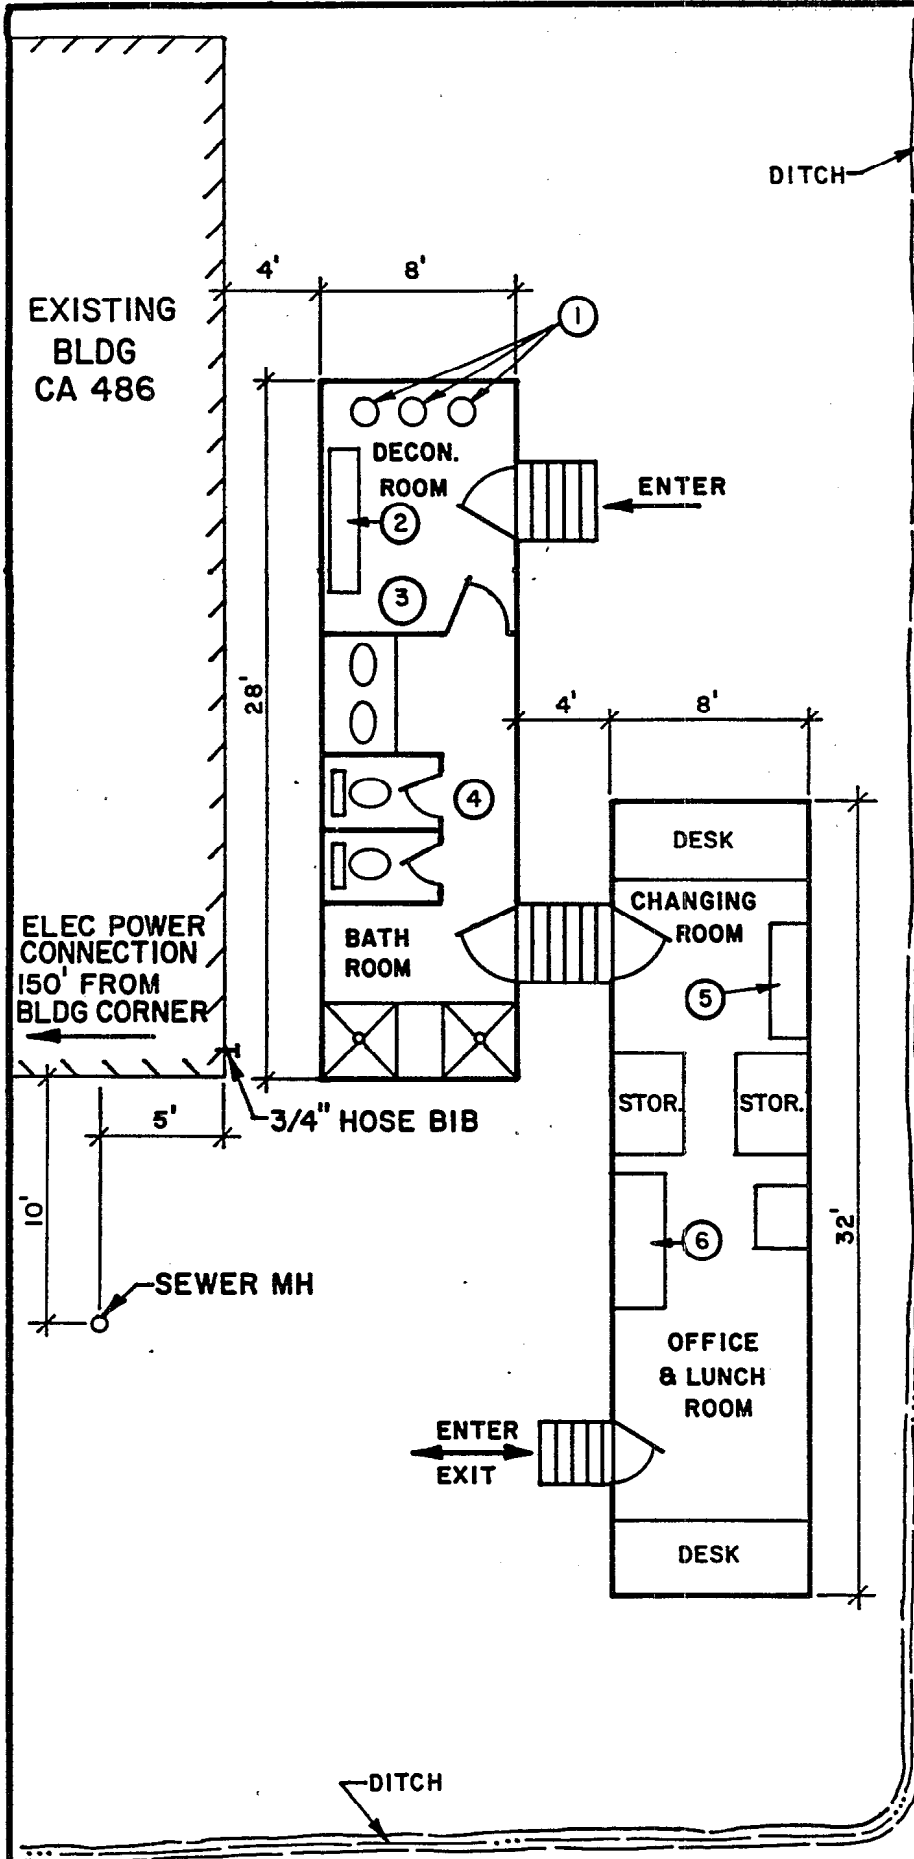 DITCH
4'
8'
EXISTING
BLDG
CA 486
1
DECON.
ROOM
ENTER
2
3
28'
4'
8'
4
DESK
CHANGING
ROOM
ELEC POWER
CONNECTION
150' FROM
BLDG CORNER
BATH
ROOM
5
STOR.
STOR.
5'
3/4" HOSE BIB
10'
32'
6
SEWER MH
OFFICE
& LUNCH
ROOM
ENTER
EXIT
DESK
DITCH